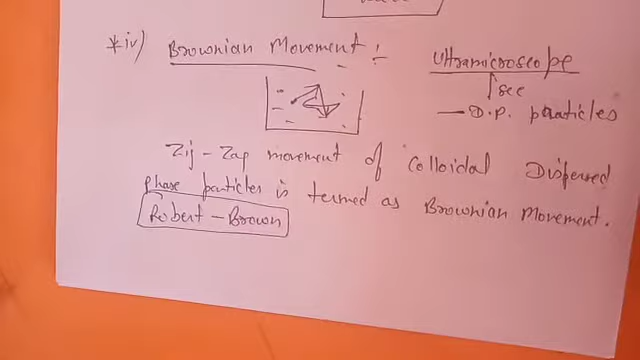 *iv) Brownian Movement :-
Ultramicroscope
see
— D.P. particles
Zig-Zap movement of Colloidal Dispersed
phase particles is termed as Brownian Movement.
Robert - Brown